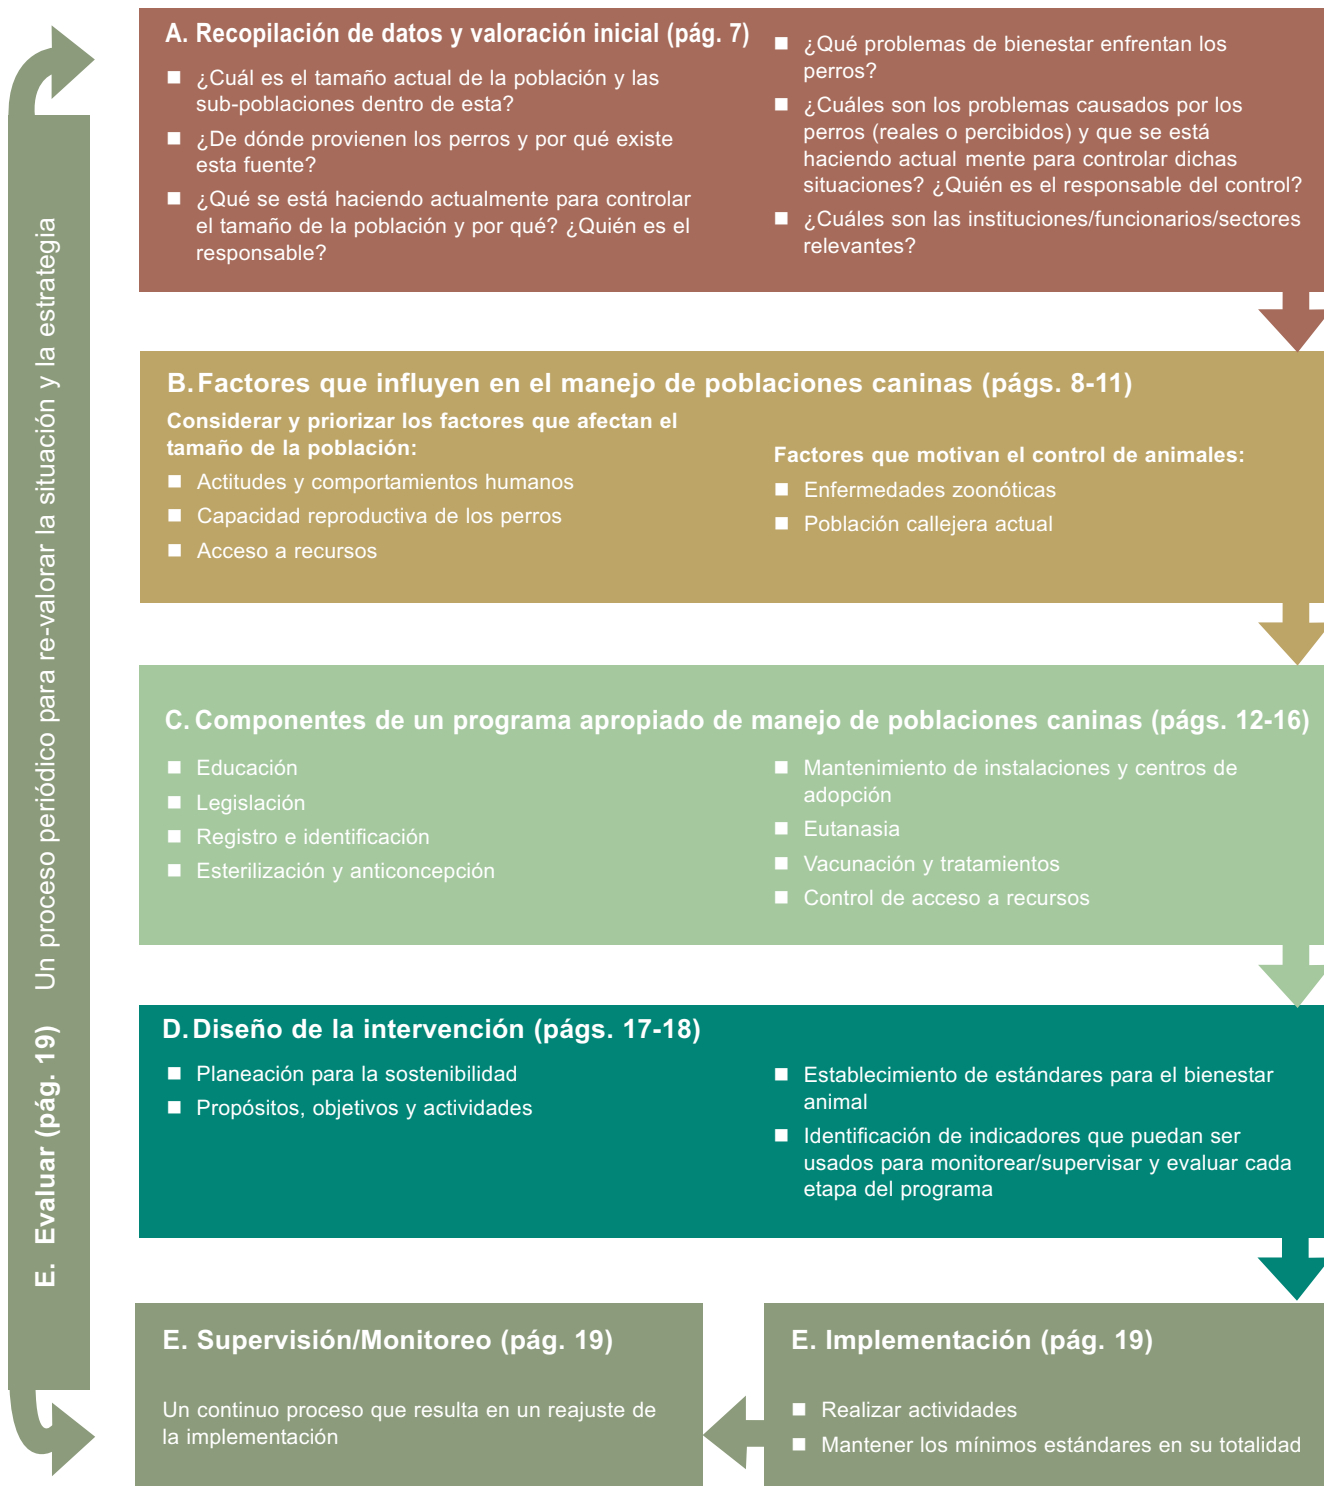 A. Recopilación de datos y valoración inicial (pág. 7)
■ ¿Cuál es el tamaño actual de la población y las
sub-poblaciones dentro de esta?
■ ¿De dónde provienen los perros y por qué existe
esta fuente?
■ ¿Qué se está haciendo actualmente para controlar
el tamaño de la población y por qué? ¿Quién es el
responsable?
■ ¿Qué problemas de bienestar enfrentan los
perros?
■ ¿Cuáles son los problemas causados por los
perros (reales o percibidos) y que se está
haciendo actual mente para controlar dichas
situaciones? ¿Quién es el responsable del control?
■ ¿Cuáles son las instituciones/funcionarios/sectores
relevantes?
B. Factores que influyen en el manejo de poblaciones caninas (págs. 8-11)
Considerar y priorizar los factores que afectan el
tamaño de la población:
■ Actitudes y comportamientos humanos
■ Capacidad reproductiva de los perros
■ Acceso a recursos
Factores que motivan el control de animales:
■ Enfermedades zoonóticas
■ Población callejera actual
C. Componentes de un programa apropiado de manejo de poblaciones caninas (págs. 12-16)
■ Educación
■ Legislación
■ Registro e identificación
■ Esterilización y anticoncepción
■ Mantenimiento de instalaciones y centros de
adopción
■ Eutanasia
■ Vacunación y tratamientos
■ Control de acceso a recursos
D. Diseño de la intervención (págs. 17-18)
■ Planeación para la sostenibilidad
■ Propósitos, objetivos y actividades
■ Establecimiento de estándares para el bienestar
animal
■ Identificación de indicadores que puedan ser
usados para monitorear/supervisar y evaluar cada
etapa del programa
E. Implementación (pág. 19)
■ Realizar actividades
■ Mantener los mínimos estándares en su totalidad
E. Supervisión/Monitoreo (pág. 19)
Un continuo proceso que resulta en un reajuste de
la implementación
E. Evaluar (pág. 19) Un proceso periódico para re-valorar la situación y la estrategia